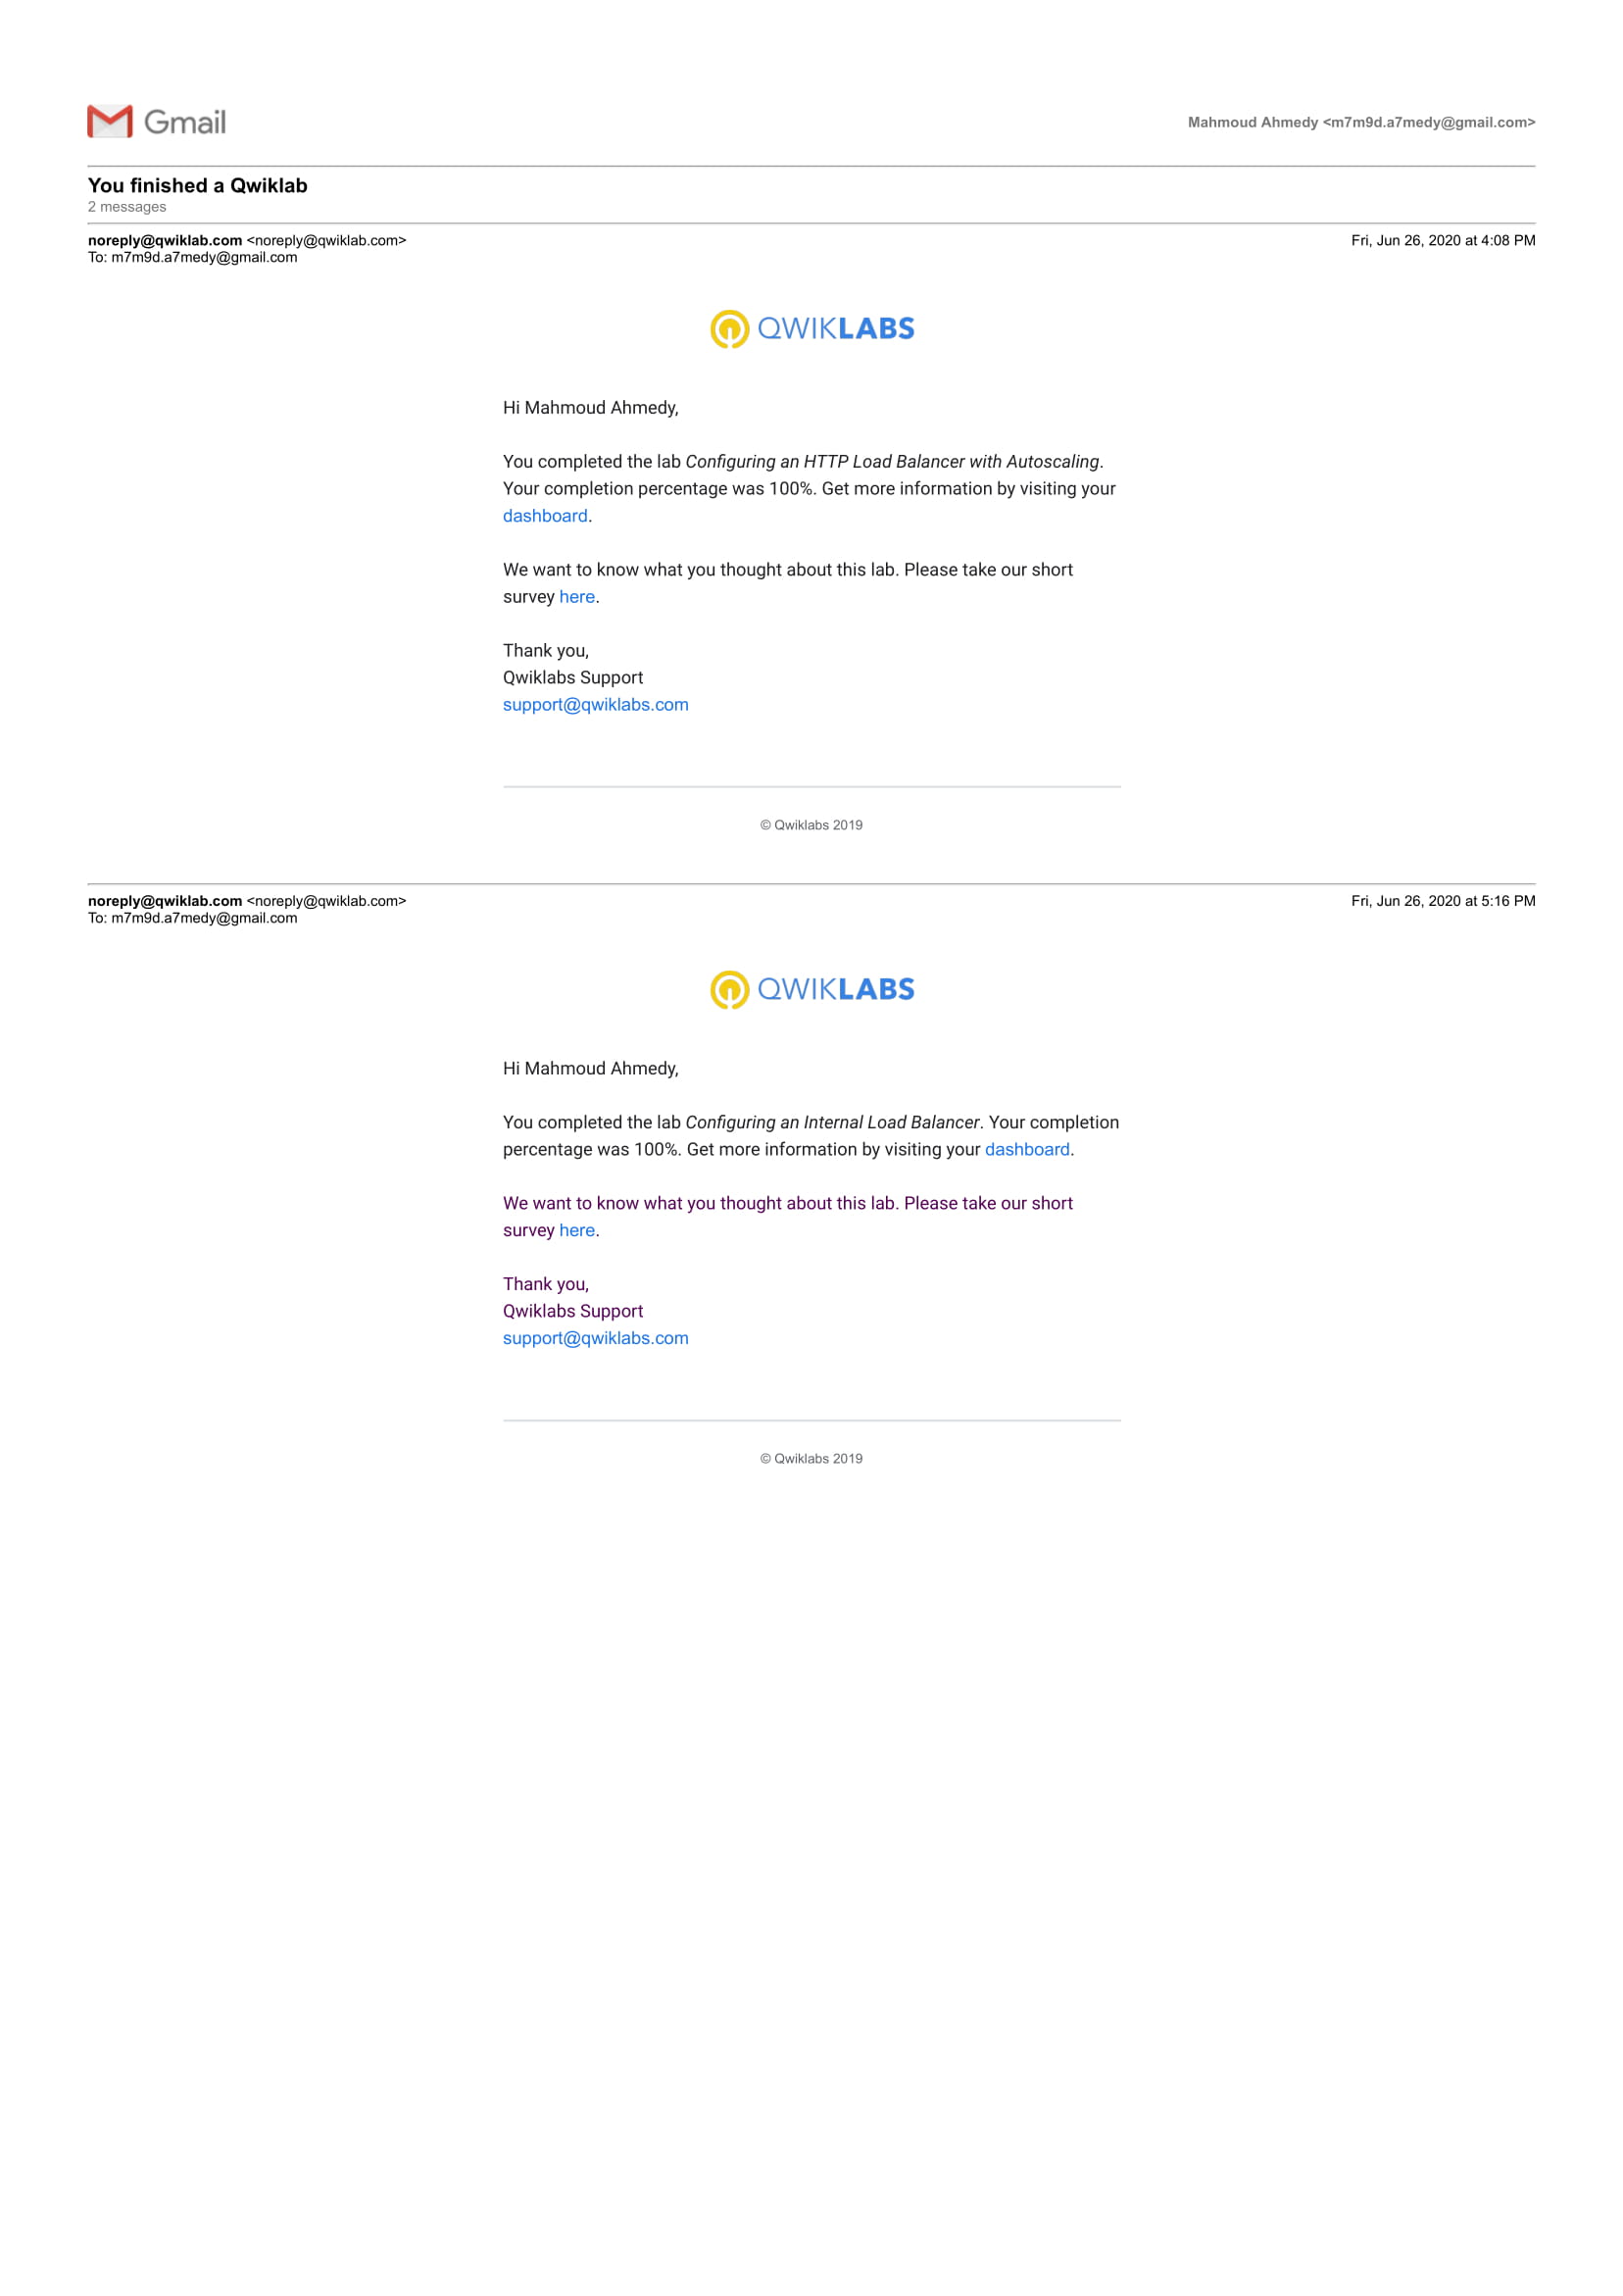 Gmail
Mahmoud Ahmedy <m7m9d.a7medy@gmail.com>
You finished a Qwiklab
2 messages
noreply@qwiklab.com <noreply@qwiklab.com>
Fri, Jun 26, 2020 at 4:08 PM
To: m7m9d.a7medy@gmail.com
QWIKLABS
Hi Mahmoud Ahmedy,
You completed the lab Configuring an HTTP Load Balancer with Autoscaling.
Your completion percentage was 100%. Get more information by visiting your
dashboard.
We want to know what you thought about this lab. Please take our short
survey here.
Thank you,
Qwiklabs Support
support@qwiklabs.com
© Qwiklabs 2019
noreply@qwiklab.com <noreply@qwiklab.com>
Fri, Jun 26, 2020 at 5:16 PM
To: m7m9d.a7medy@gmail.com
QWIKLABS
Hi Mahmoud Ahmedy,
You completed the lab Configuring an Internal Load Balancer. Your completion
percentage was 100%. Get more information by visiting your dashboard.
We want to know what you thought about this lab. Please take our short
survey here.
Thank you,
Qwiklabs Support
support@qwiklabs.com
© Qwiklabs 2019